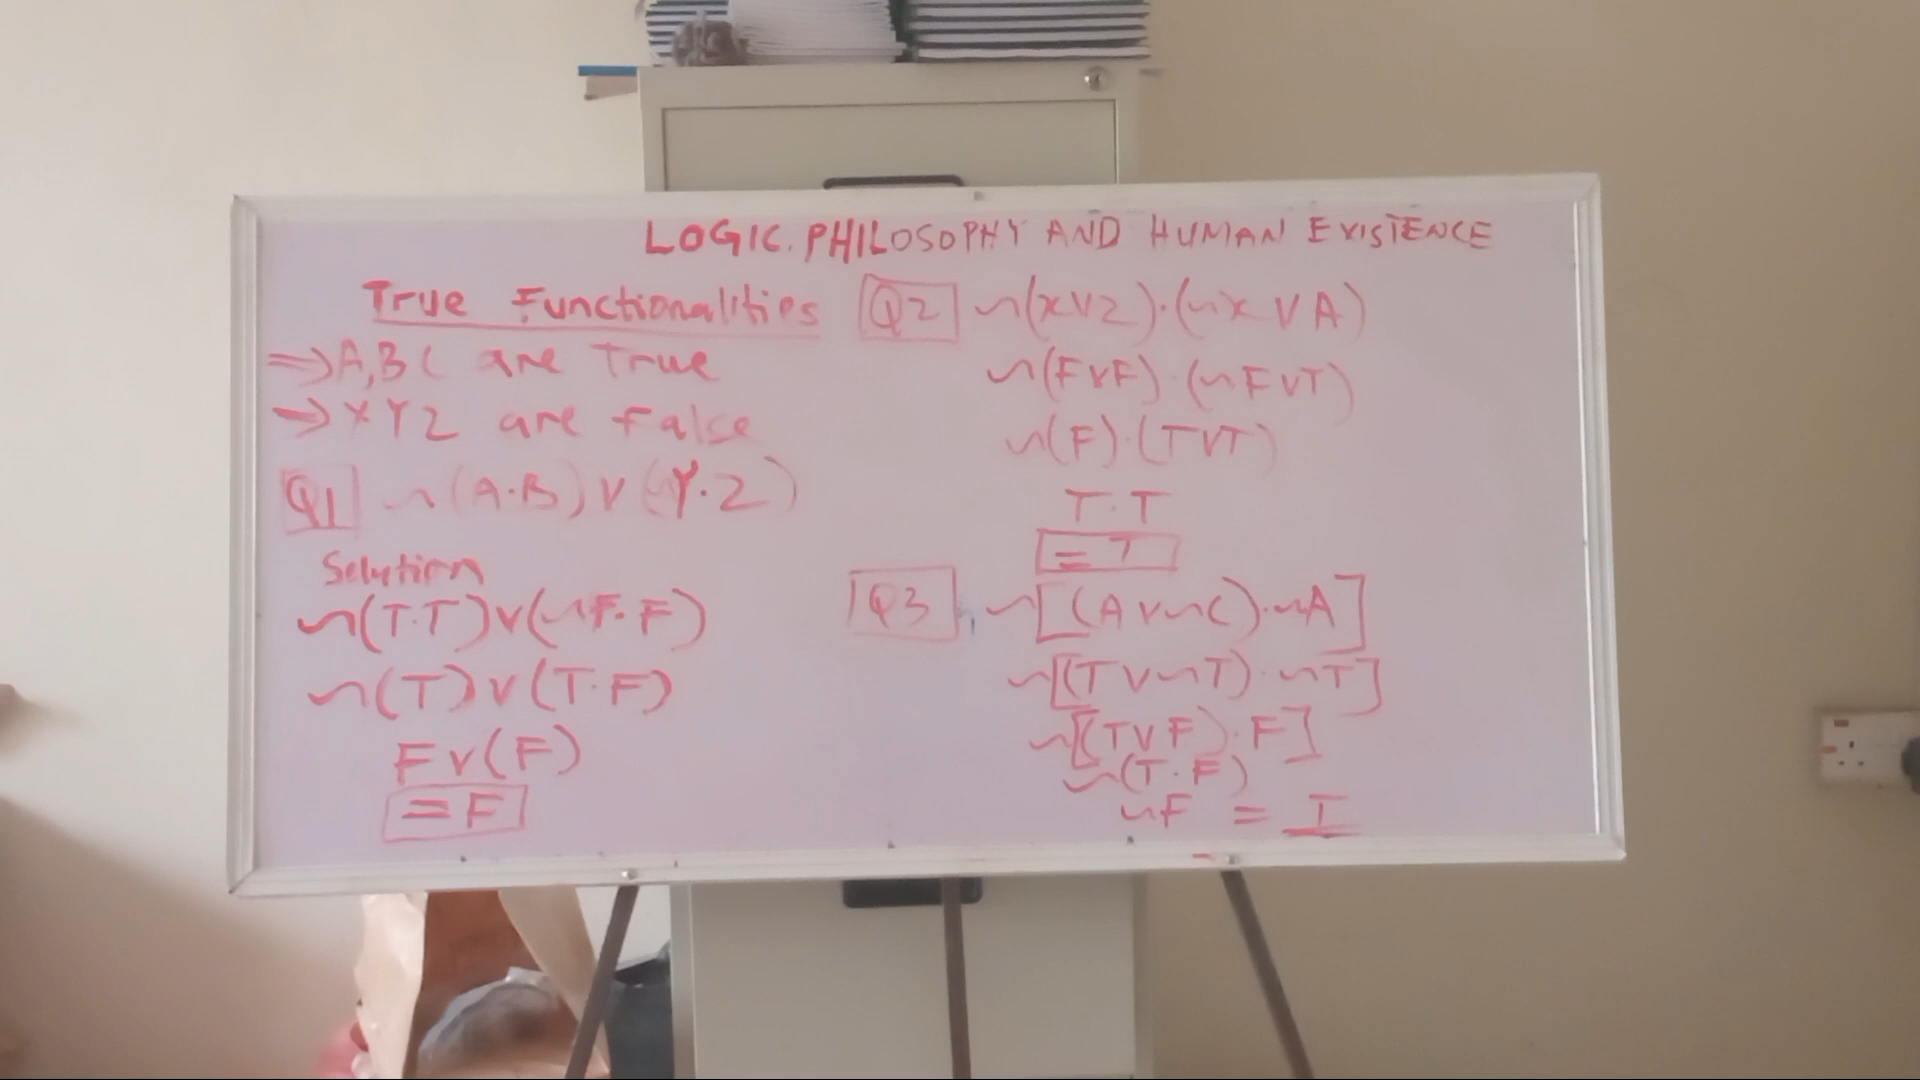 LOGIC. PHILOSOPHY AND HUMAN EXISTENCE
True Functionalities
⇒ A, B C are True
→ X Y Z are False
Q1 ~(A·B) V (~Y·Z)
Solution
~(T·T) V (~F·F)
~(T) V (T·F)
F V (F)
= F
Q2 ~(X V Z)·(~X V A)
~(F V F)·(~F V T)
~(F)·(T V T)
T·T
= T
Q3 ~[(A V ~C)·~A]
~[(T V ~T)·~T]
~[(T V F)·F]
~(T·F)
~F = T